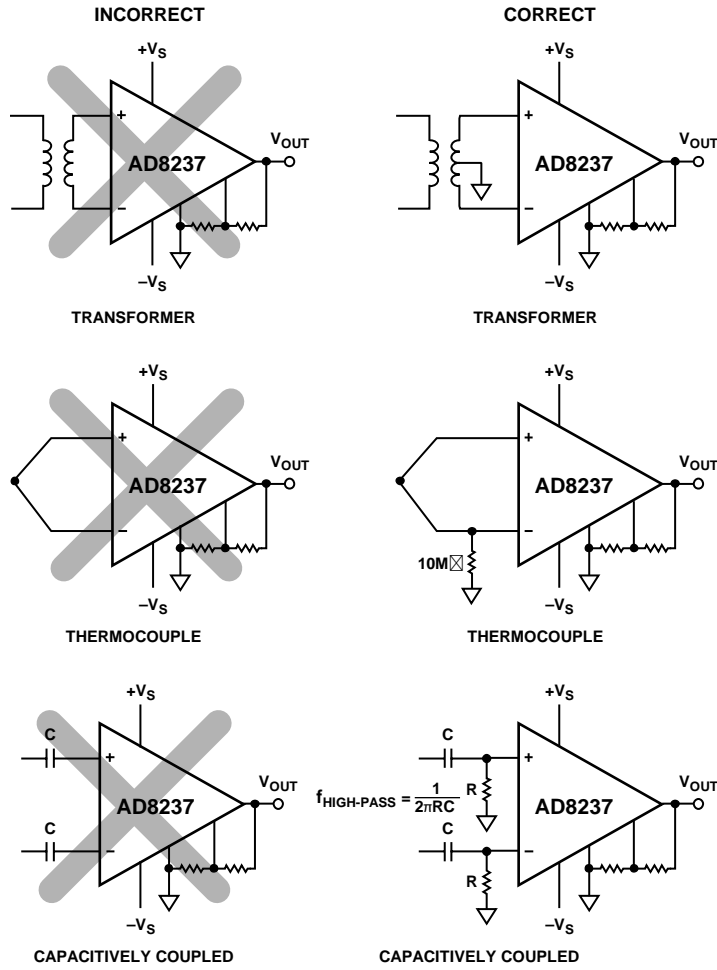 INCORRECT
CORRECT
+VS
+VS
+
+
AD8237
AD8237
VOUT
VOUT
−
−
−VS
−VS
TRANSFORMER
TRANSFORMER
+VS
+VS
+
+
AD8237
AD8237
VOUT
VOUT
−
−
10M☒
−VS
−VS
THERMOCOUPLE
THERMOCOUPLE
+VS
+VS
C
C
+
+
AD8237
AD8237
VOUT
VOUT
fHIGH-PASS = 1/2πRC
R
C
C
−
−
R
−VS
−VS
CAPACITIVELY COUPLED
CAPACITIVELY COUPLED